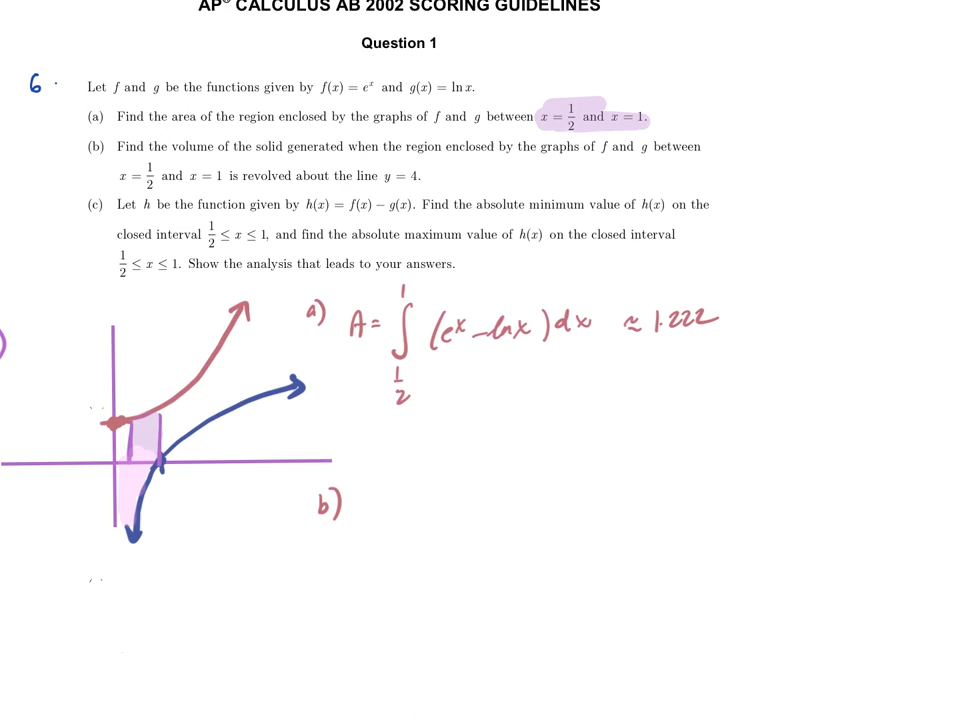 AP® CALCULUS AB 2002 SCORING GUIDELINES
Question 1
6.
Let f and g be the functions given by f(x) = e^x and g(x) = ln x.
(a) Find the area of the region enclosed by the graphs of f and g between x = 1/2 and x = 1.
(b) Find the volume of the solid generated when the region enclosed by the graphs of f and g between
x = 1/2 and x = 1 is revolved about the line y = 4.
(c) Let h be the function given by h(x) = f(x) − g(x). Find the absolute minimum value of h(x) on the
closed interval 1/2 ≤ x ≤ 1, and find the absolute maximum value of h(x) on the closed interval
1/2 ≤ x ≤ 1. Show the analysis that leads to your answers.
a) A = ∫_{1/2}^{1} (e^x − ln x) dx ≈ 1.222
b)